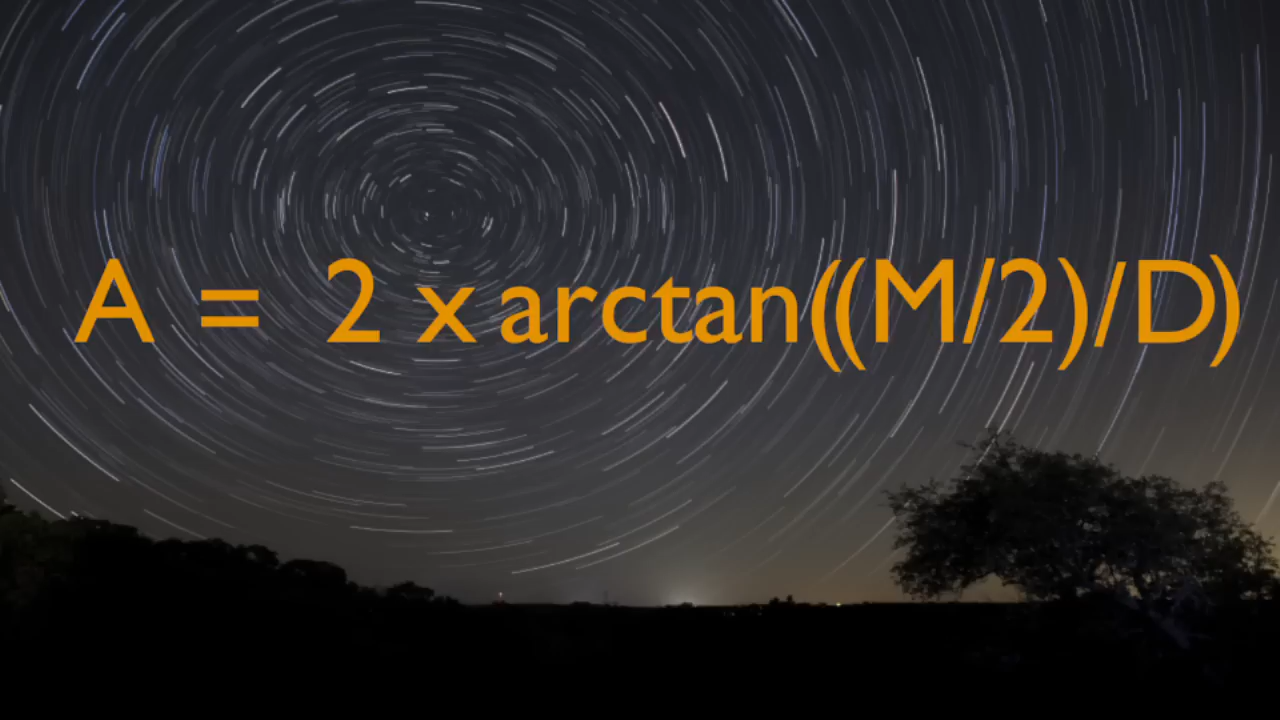 A = 2 x arctan((M/2)/D)